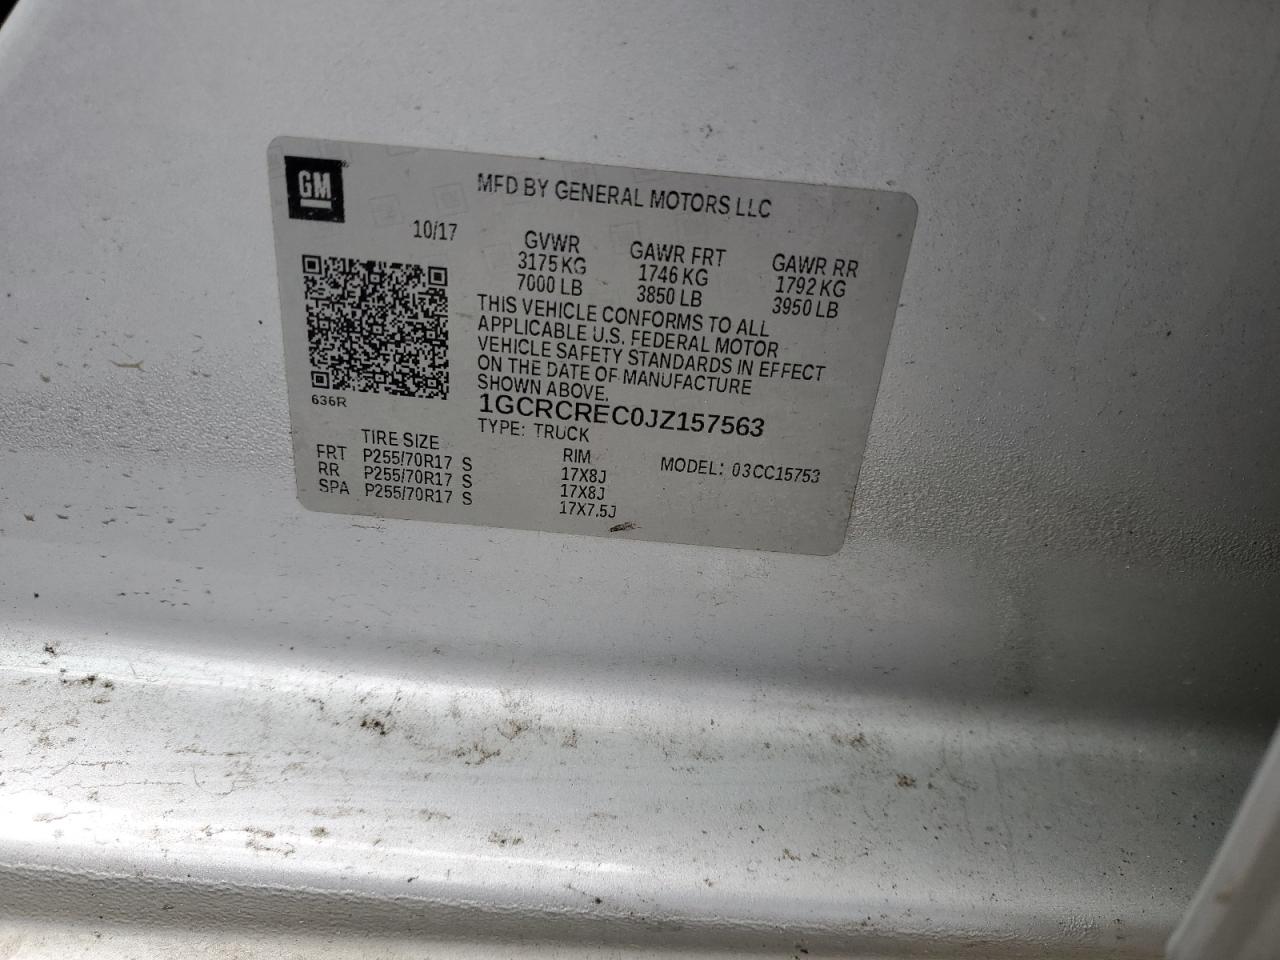 GM
MFD BY GENERAL MOTORS LLC
10/17
GVWR
3175 KG
7000 LB
GAWR FRT
1746 KG
3850 LB
GAWR RR
1792 KG
3950 LB
THIS VEHICLE CONFORMS TO ALL
APPLICABLE U.S. FEDERAL MOTOR
VEHICLE SAFETY STANDARDS IN EFFECT
ON THE DATE OF MANUFACTURE
SHOWN ABOVE.
1GCRCREC0JZ157563
TYPE: TRUCK
MODEL: 03CC15753
636R
TIRE SIZE RIM
FRT P255/70R17 S 17X8J
RR P255/70R17 S 17X8J
SPA P255/70R17 S 17X7.5J